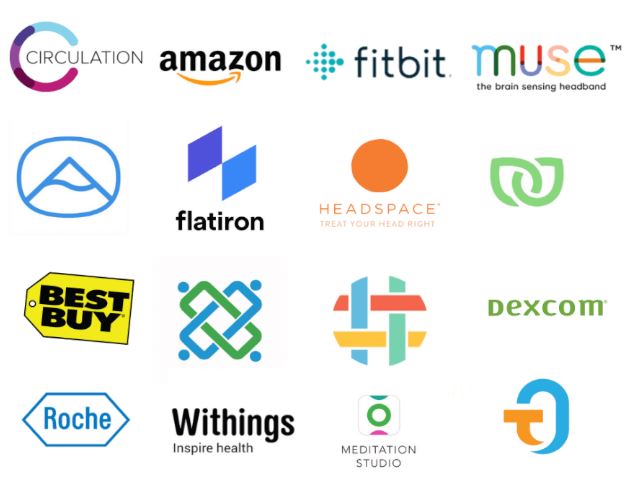 CIRCULATION
amazon
fitbit.
muse™
the brain sensing headband
flatiron
HEADSPACE®
TREAT YOUR HEAD RIGHT
BEST
BUY®
Dexcom®
Roche
Withings
Inspire health
MEDITATION
STUDIO